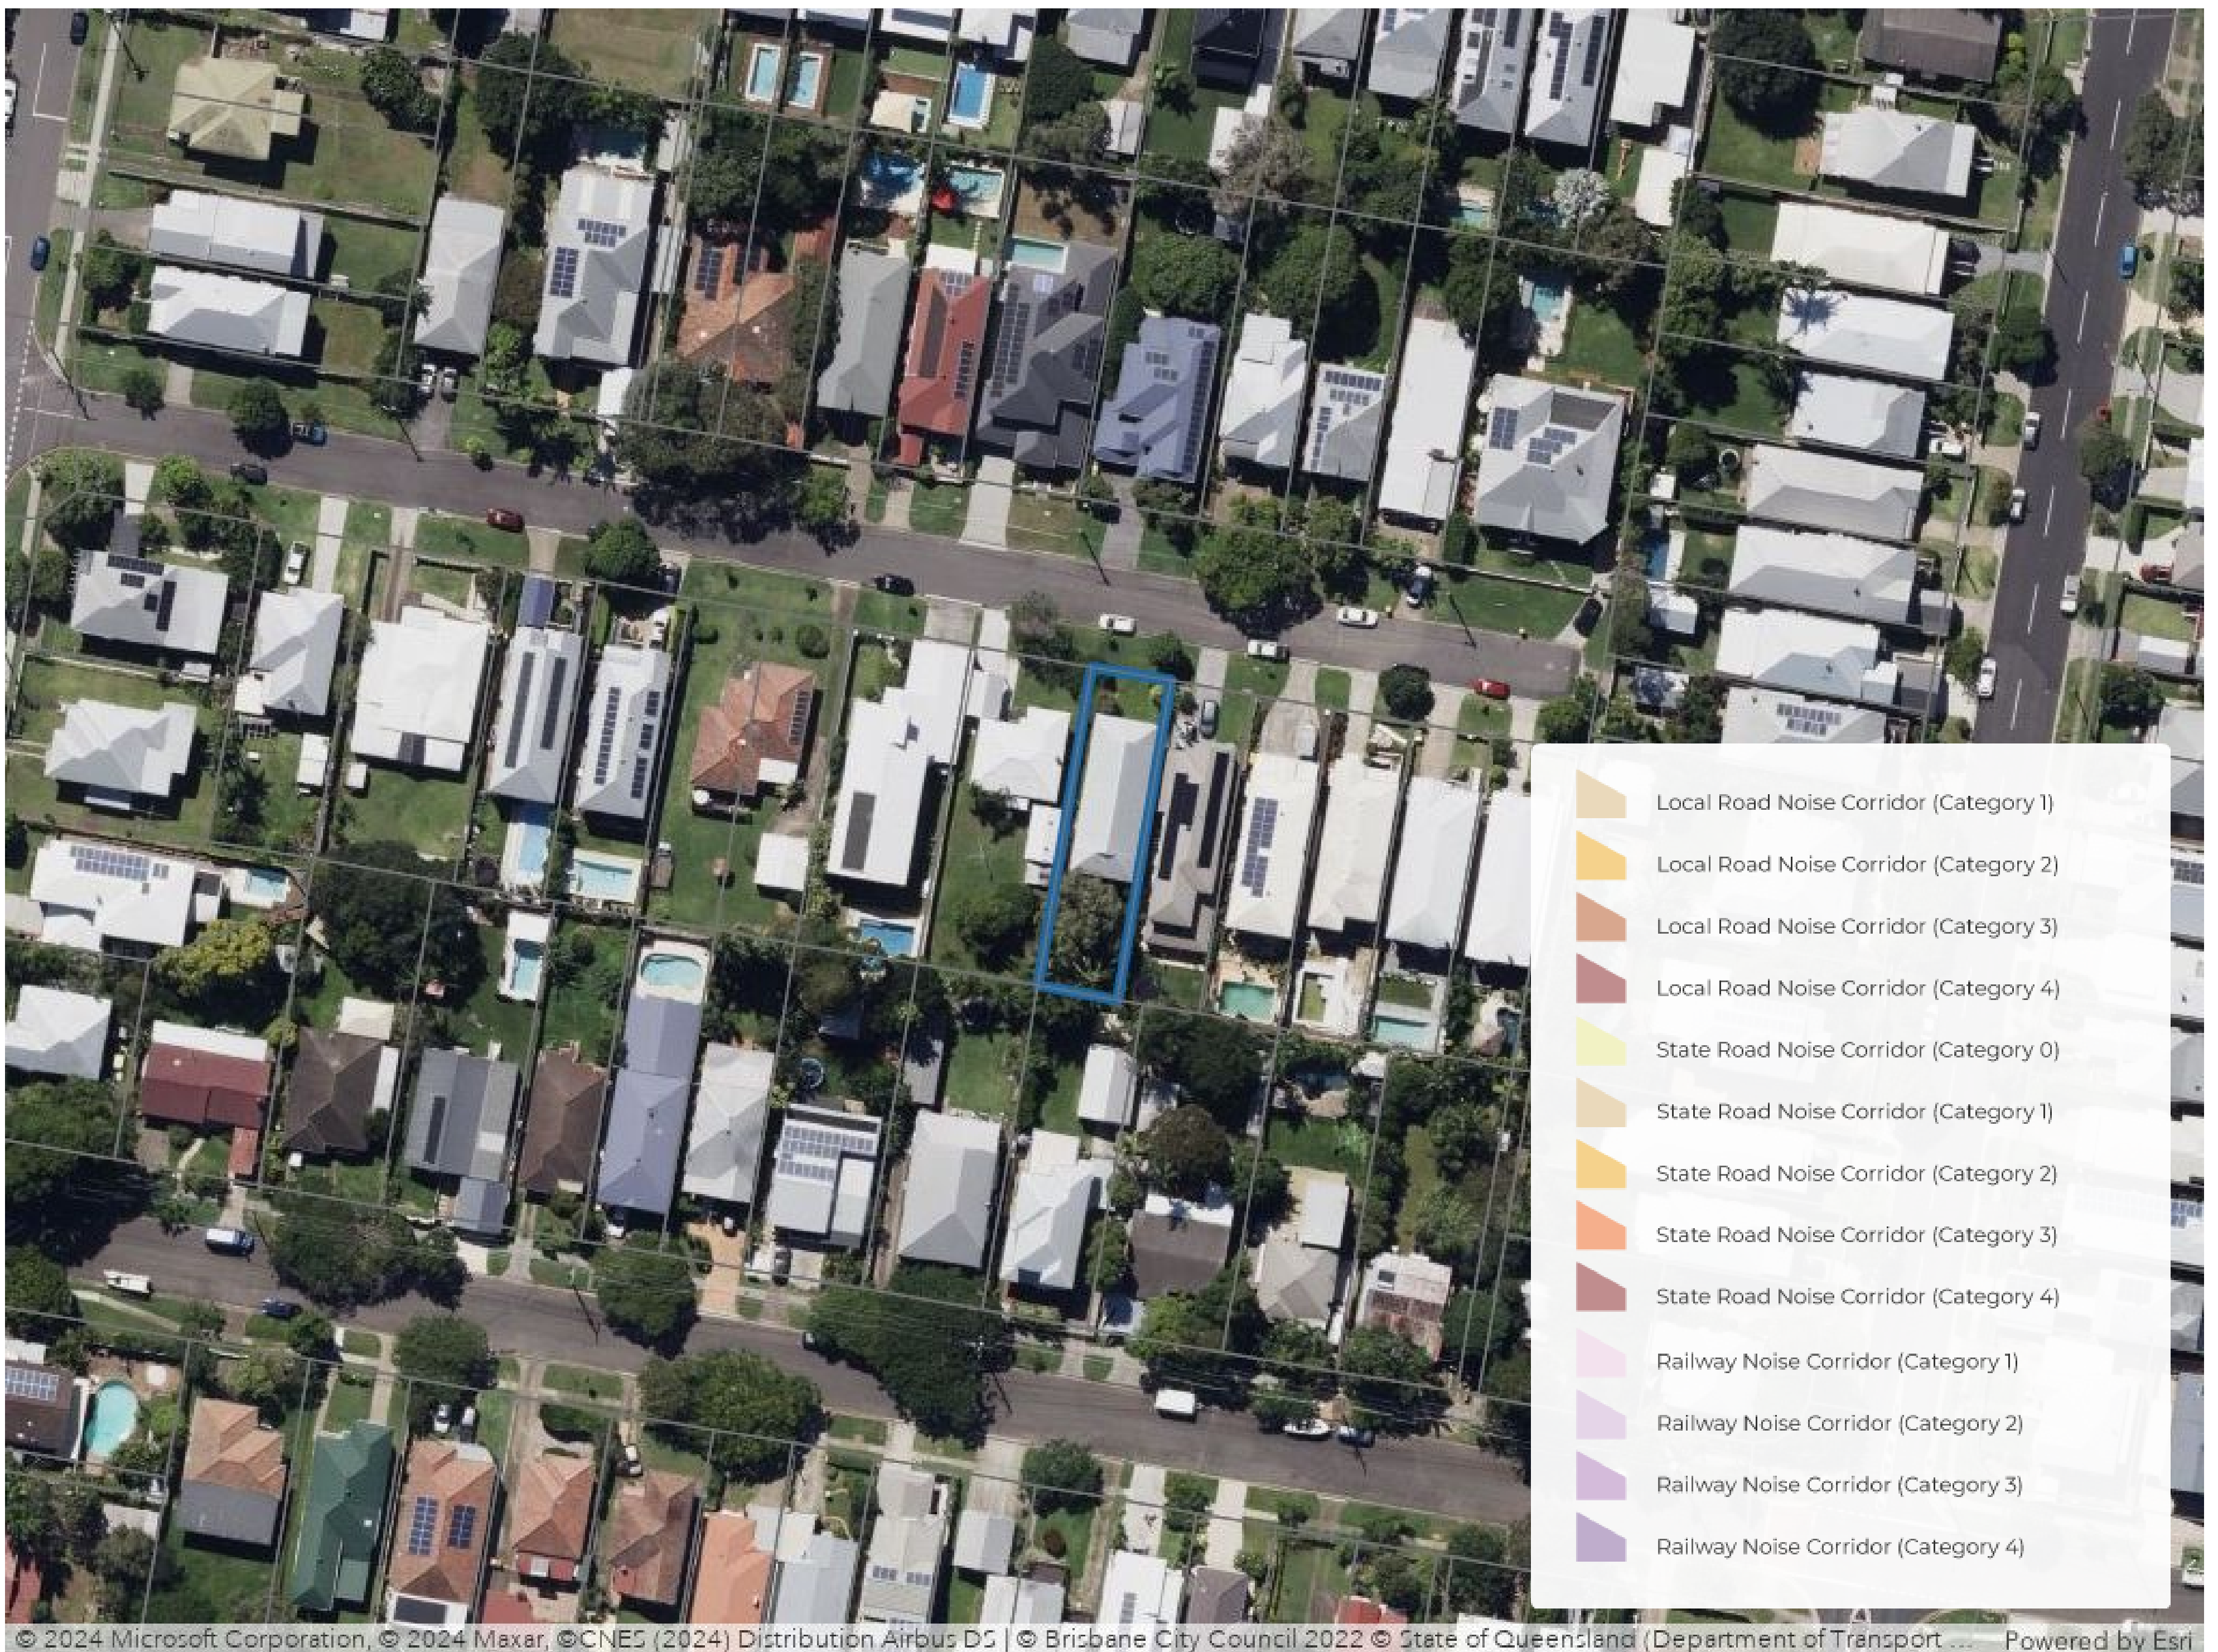 Local Road Noise Corridor (Category 1)
Local Road Noise Corridor (Category 2)
Local Road Noise Corridor (Category 3)
Local Road Noise Corridor (Category 4)
State Road Noise Corridor (Category 0)
State Road Noise Corridor (Category 1)
State Road Noise Corridor (Category 2)
State Road Noise Corridor (Category 3)
State Road Noise Corridor (Category 4)
Railway Noise Corridor (Category 1)
Railway Noise Corridor (Category 2)
Railway Noise Corridor (Category 3)
Railway Noise Corridor (Category 4)
© 2024 Microsoft Corporation, © 2024 Maxar, ©CNES (2024) Distribution Airbus DS | © Brisbane City Council 2022 © State of Queensland (Department of Transport ... Powered by Esri